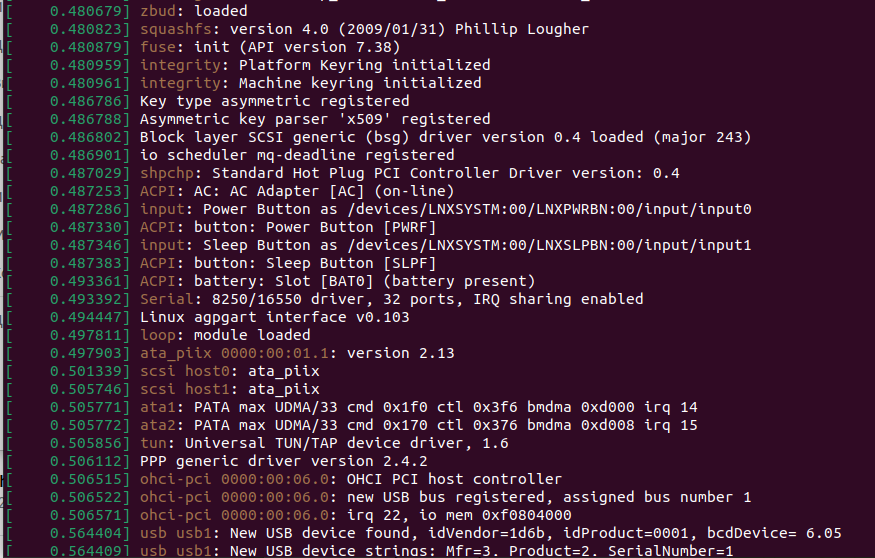 [    0.480679] zbud: loaded
[    0.480823] squashfs: version 4.0 (2009/01/31) Phillip Lougher
[    0.480879] fuse: init (API version 7.38)
[    0.480959] integrity: Platform Keyring initialized
[    0.480961] integrity: Machine keyring initialized
[    0.486786] Key type asymmetric registered
[    0.486788] Asymmetric key parser 'x509' registered
[    0.486802] Block layer SCSI generic (bsg) driver version 0.4 loaded (major 243)
[    0.486901] io scheduler mq-deadline registered
[    0.487029] shpchp: Standard Hot Plug PCI Controller Driver version: 0.4
[    0.487253] ACPI: AC: AC Adapter [AC] (on-line)
[    0.487286] input: Power Button as /devices/LNXSYSTM:00/LNXPWRBN:00/input/input0
[    0.487330] ACPI: button: Power Button [PWRF]
[    0.487346] input: Sleep Button as /devices/LNXSYSTM:00/LNXSLPBN:00/input/input1
[    0.487383] ACPI: button: Sleep Button [SLPF]
[    0.493361] ACPI: battery: Slot [BAT0] (battery present)
[    0.493392] Serial: 8250/16550 driver, 32 ports, IRQ sharing enabled
[    0.494447] Linux agpgart interface v0.103
[    0.497811] loop: module loaded
[    0.497903] ata_piix 0000:00:01.1: version 2.13
[    0.501339] scsi host0: ata_piix
[    0.505746] scsi host1: ata_piix
[    0.505771] ata1: PATA max UDMA/33 cmd 0x1f0 ctl 0x3f6 bmdma 0xd000 irq 14
[    0.505772] ata2: PATA max UDMA/33 cmd 0x170 ctl 0x376 bmdma 0xd008 irq 15
[    0.505856] tun: Universal TUN/TAP device driver, 1.6
[    0.506112] PPP generic driver version 2.4.2
[    0.506515] ohci-pci 0000:00:06.0: OHCI PCI host controller
[    0.506522] ohci-pci 0000:00:06.0: new USB bus registered, assigned bus number 1
[    0.506571] ohci-pci 0000:00:06.0: irq 22, io mem 0xf0804000
[    0.564404] usb usb1: New USB device found, idVendor=1d6b, idProduct=0001, bcdDevice= 6.05
[    0.564409] usb usb1: New USB device strings: Mfr=3, Product=2, SerialNumber=1